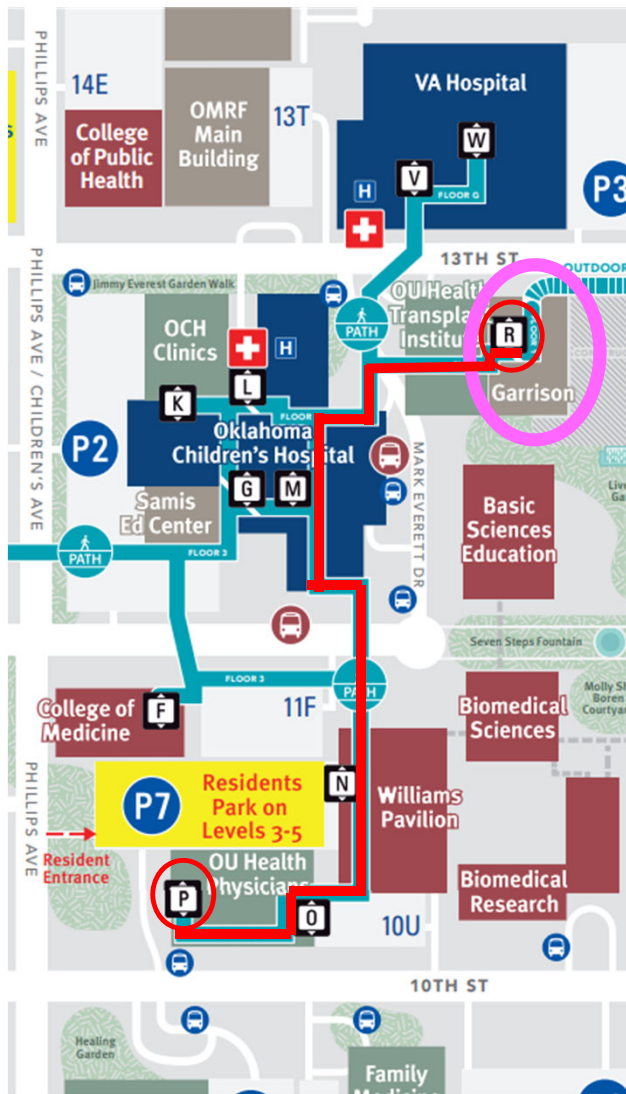 PHILLIPS AVE
14E
College
of Public
Health
OMRF
Main
Building
13T
VA Hospital
W
V
FLOOR G
H
P3
13TH ST
OUTDOOR
PHILLIPS AVE / CHILDREN'S AVE
Jimmy Everest Garden Walk
OCH
Clinics
H
PATH
OU Health
Transplant
Institute
R
Garrison
K
L
FLOOR
Oklahoma
Children's Hospital
P2
G
M
Samis
Ed Center
FLOOR 3
PATH
MARK EVERETT DR
Basic
Sciences
Education
Seven Steps Fountain
FLOOR 3
PATH
College of
Medicine
F
11F
Biomedical
Sciences
Molly Sh
Boren
Courtyar
PHILLIPS AVE
P7
Residents
Park on
Levels 3-5
N
Williams
Pavilion
Resident
Entrance
OU Health
Physicians
P
O
10U
Biomedical
Research
10TH ST
Healing
Garden
Family